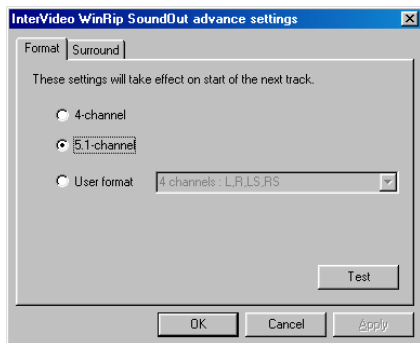 InterVideo WinRip SoundOut advance settings
Format Surround
These settings will take effect on start of the next track.
4-channel
5.1-channel
User format 4 channels : L,R,LS,RS
Test
OK Cancel Apply